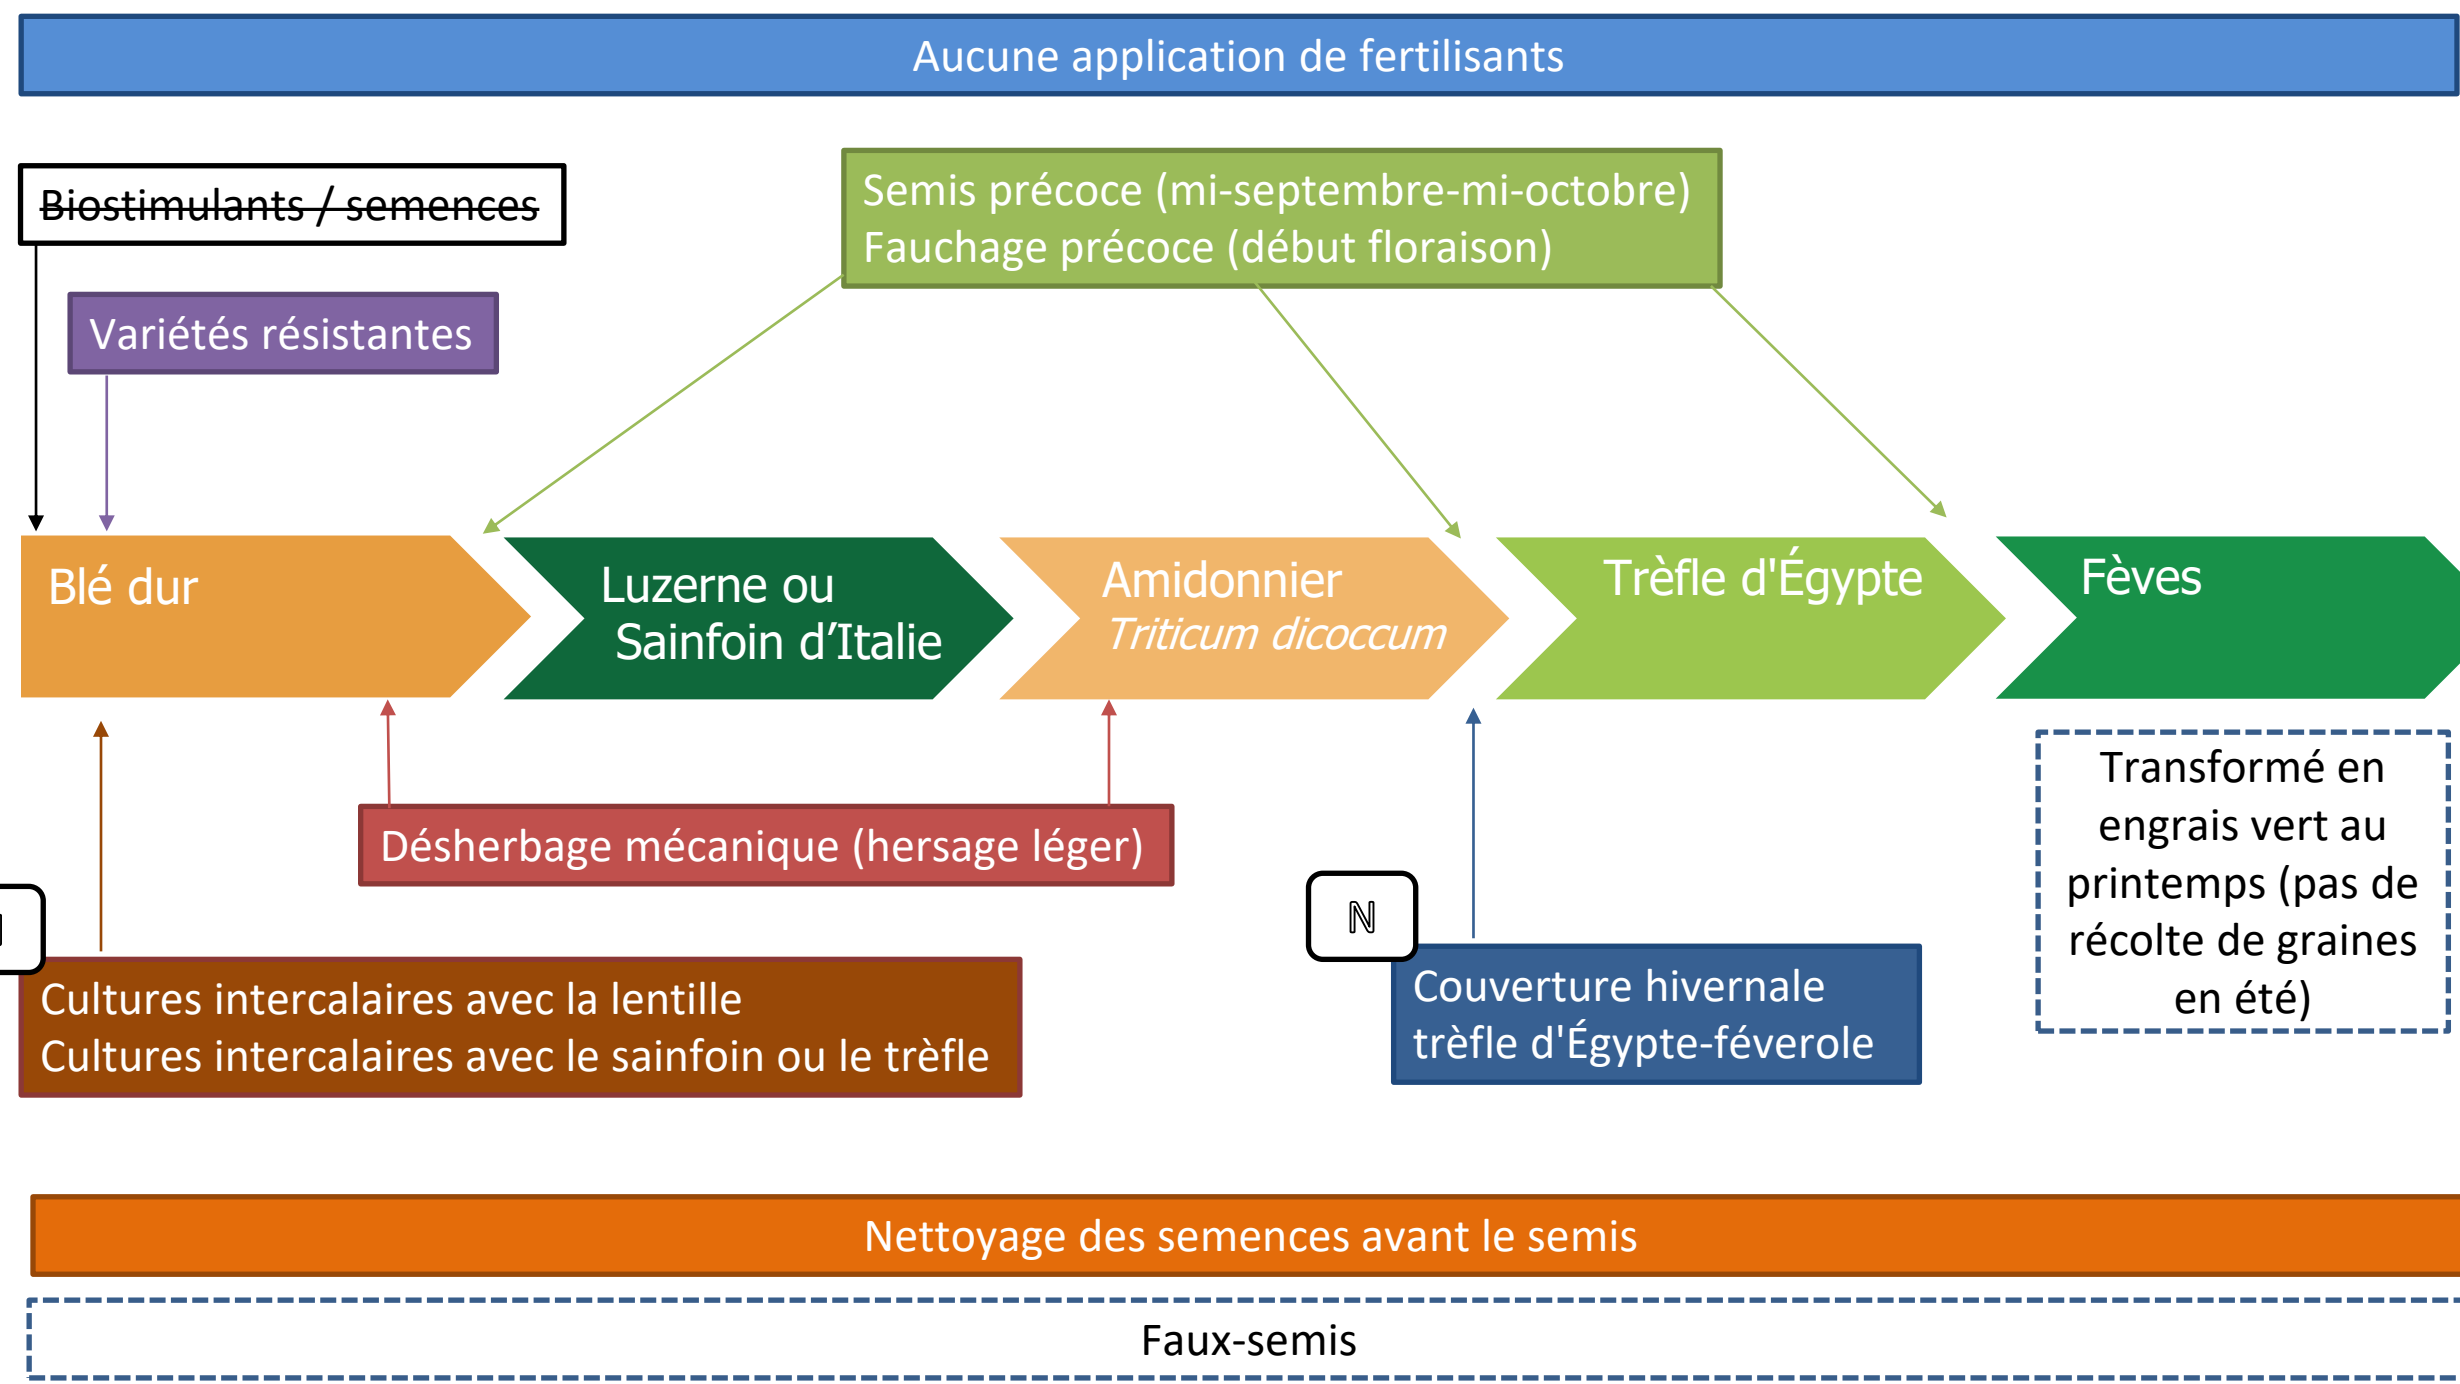 Aucune application de fertilisants
Biostimulants / semences
Semis précoce (mi-septembre-mi-octobre)
Fauchage précoce (début floraison)
Variétés résistantes
Blé dur
Luzerne ou
Sainfoin d’Italie
Amidonnier
Triticum dicoccum
Trèfle d'Égypte
Fèves
Transformé en
engrais vert au
printemps (pas de
récolte de graines
en été)
Désherbage mécanique (hersage léger)
N
Cultures intercalaires avec la lentille
Cultures intercalaires avec le sainfoin ou le trèfle
Couverture hivernale
trèfle d'Égypte-féverole
Nettoyage des semences avant le semis
Faux-semis